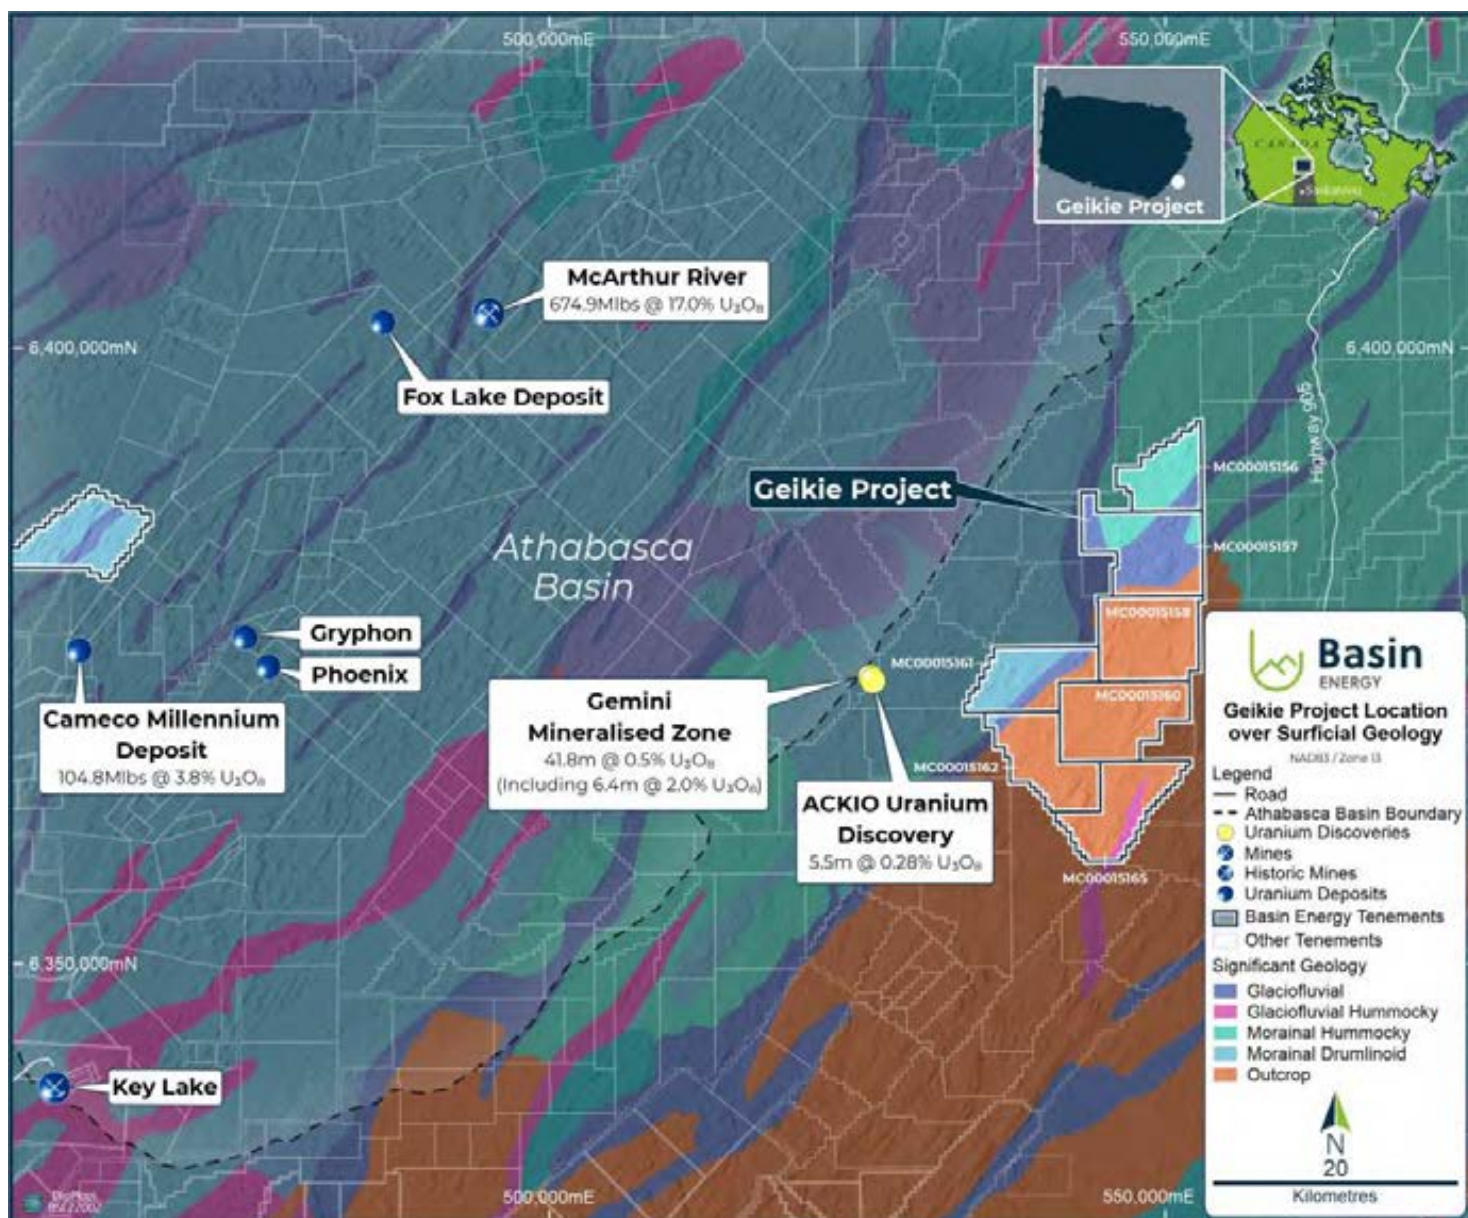 500,000mE
550,000mE
CANADA
Saskatchewan
Geikie Project
McArthur River
674.9Mlbs @ 17.0% U₃O₈
6,400,000mN
6,400,000mN
Fox Lake Deposit
Highway 905
MC00015156
Geikie Project
MC00015157
Athabasca
Basin
MC00015158
Gryphon
Phoenix
MC00015161
MC00015160
Cameco Millennium
Deposit
104.8Mlbs @ 3.8% U₃O₈
Gemini
Mineralised Zone
41.8m @ 0.5% U₃O₈
(Including 6.4m @ 2.0% U₃O₈)
MC00015162
ACKIO Uranium
Discovery
5.5m @ 0.28% U₃O₈
MC00015165
6,350,000mN
Key Lake
500,000mE
550,000mE
Basin
ENERGY
Geikie Project Location
over Surficial Geology
NAD83 / Zone 13
Legend
Road
Athabasca Basin Boundary
Uranium Discoveries
Mines
Historic Mines
Uranium Deposits
Basin Energy Tenements
Other Tenements
Significant Geology
Glaciofluvial
Glaciofluvial Hummocky
Morainal Hummocky
Morainal Drumlinoid
Outcrop
N
20
Kilometres